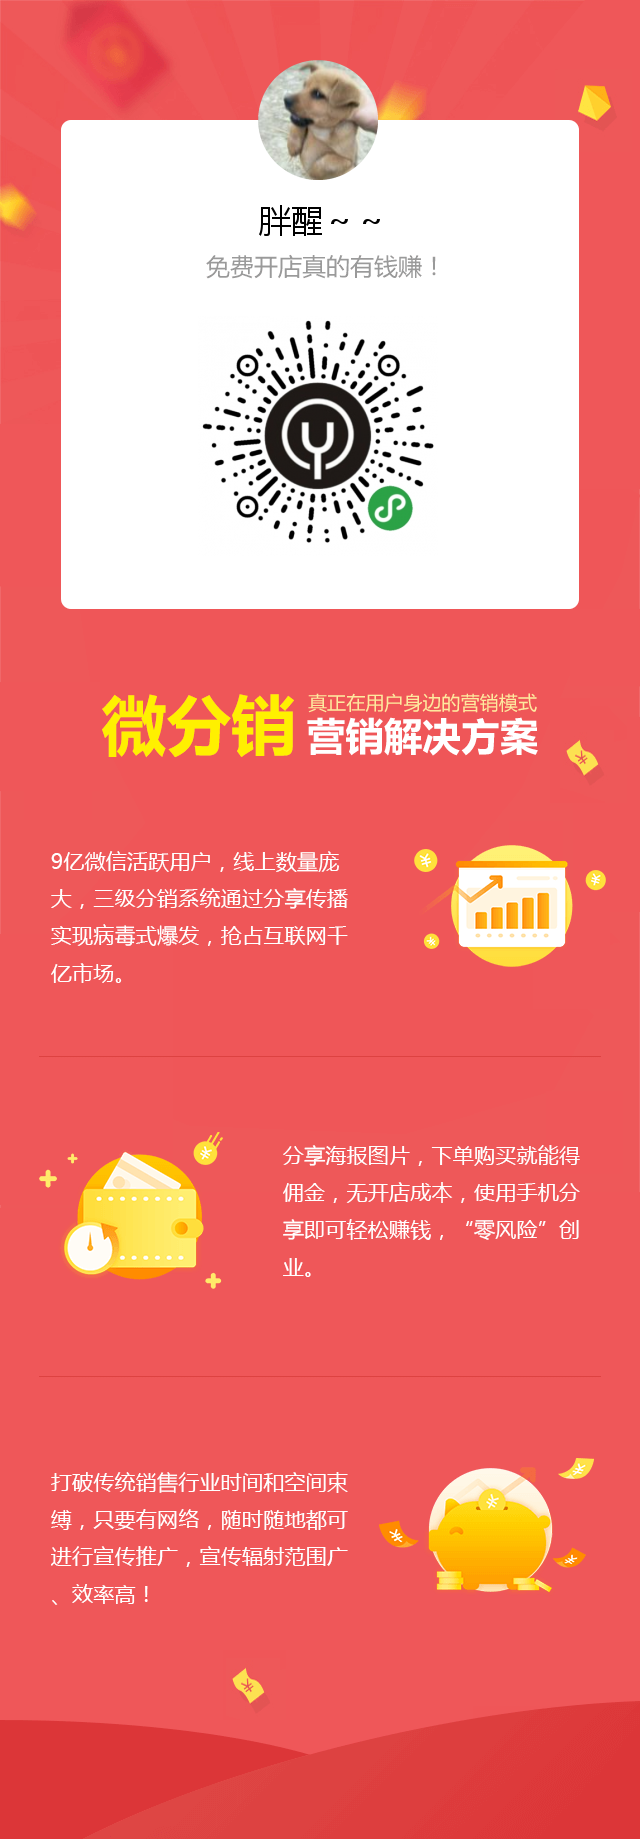 胖醒～～
免费开店真的有钱赚！
微分销
真正在用户身边的营销模式
营销解决方案
9亿微信活跃用户，线上数量庞
大，三级分销系统通过分享传播
实现病毒式爆发，抢占互联网千
亿市场。
分享海报图片，下单购买就能得
佣金，无开店成本，使用手机分
享即可轻松赚钱，“零风险”创
业。
打破传统销售行业时间和空间束
缚，只要有网络，随时随地都可
进行宣传推广，宣传辐射范围广
、效率高！